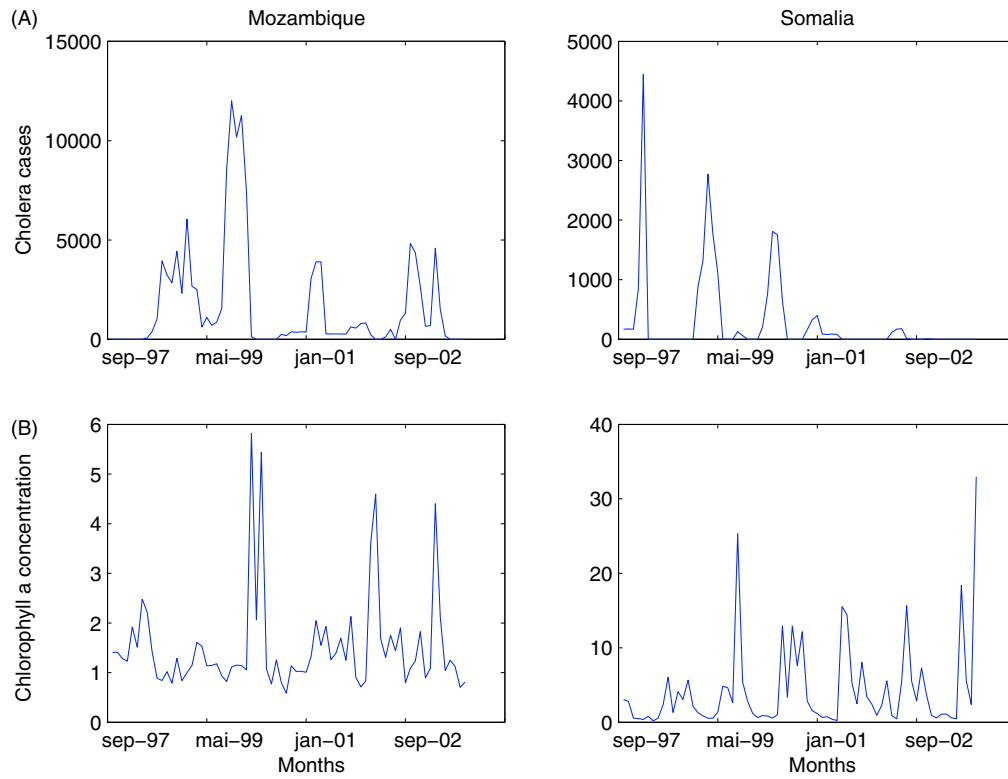 (A)
Mozambique
Somalia
Cholera cases
15000
10000
5000
0
sep−97
mai−99
jan−01
sep−02
5000
4000
3000
2000
1000
0
sep−97
mai−99
jan−01
sep−02
(B)
Chlorophyll a concentration
6
5
4
3
2
1
0
sep−97
mai−99
jan−01
sep−02
Months
40
30
20
10
0
sep−97
mai−99
jan−01
sep−02
Months